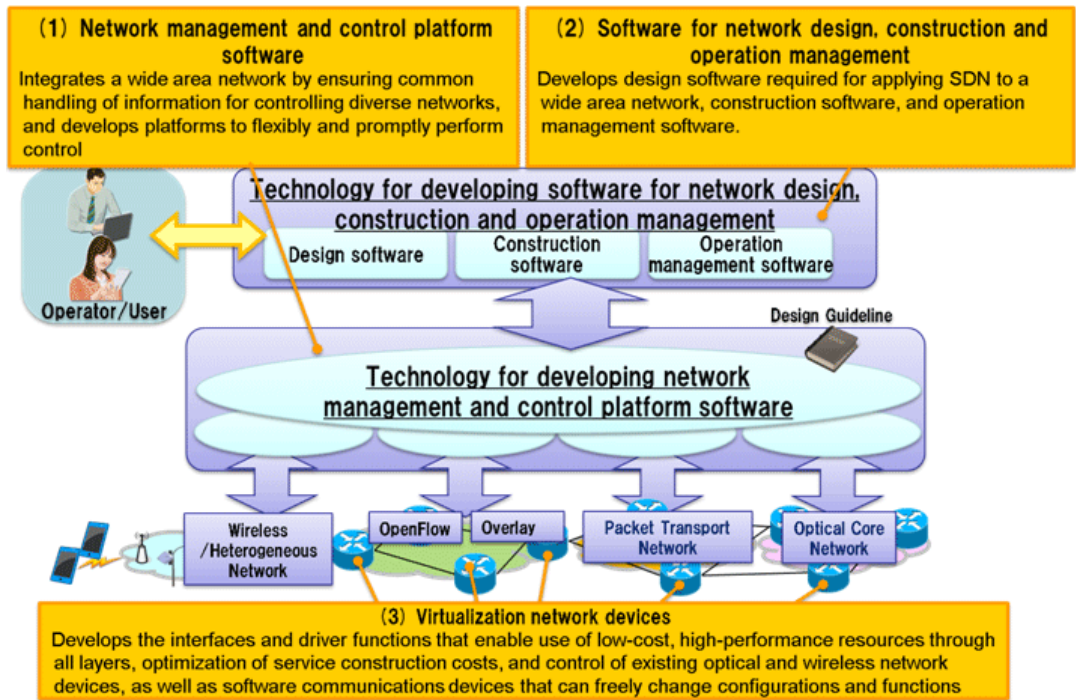 (1) Network management and control platform
software
Integrates a wide area network by ensuring common
handling of information for controlling diverse networks,
and develops platforms to flexibly and promptly perform
control
(2) Software for network design, construction and
operation management
Develops design software required for applying SDN to a
wide area network, construction software, and operation
management software.
Operator/User
Technology for developing software for network design,
construction and operation management
Design software
Construction
software
Operation
management software
Design Guideline
Technology for developing network
management and control platform software
Wireless
/Heterogeneous
Network
OpenFlow
Overlay
Packet Transport
Network
Optical Core
Network
(3) Virtualization network devices
Develops the interfaces and driver functions that enable use of low-cost, high-performance resources through
all layers, optimization of service construction costs, and control of existing optical and wireless network
devices, as well as software communications devices that can freely change configurations and functions